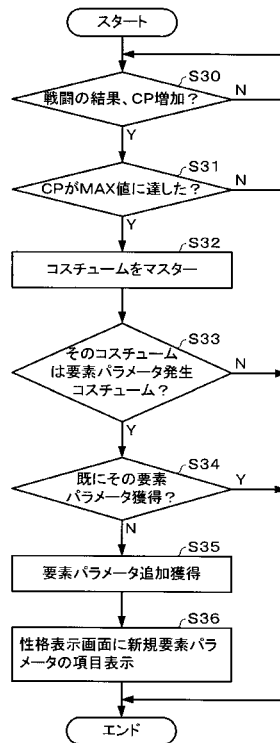 スタート
S30
戦闘の結果、CP増加？
N
Y
S31
CPがMAX値に達した？
N
Y
S32
コスチュームをマスター
S33
そのコスチューム
は要素パラメータ発生
コスチューム？
N
Y
S34
既にその要素
パラメータ獲得？
Y
N
S35
要素パラメータ追加獲得
S36
性格表示画面に新規要素パラ
メータの項目表示
エンド